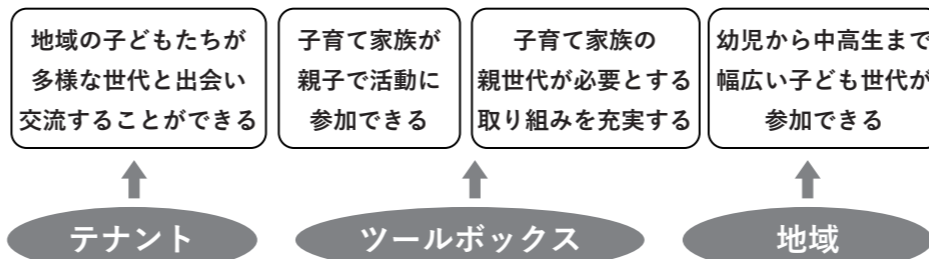 地域の子どもたちが
多様な世代と出会い
交流することができる
子育て家族が
親子で活動に
参加できる
子育て家族の
親世代が必要とする
取り組みを充実する
幼児から中高生まで
幅広い子ども世代が
参加できる
テナント
ツールボックス
地域